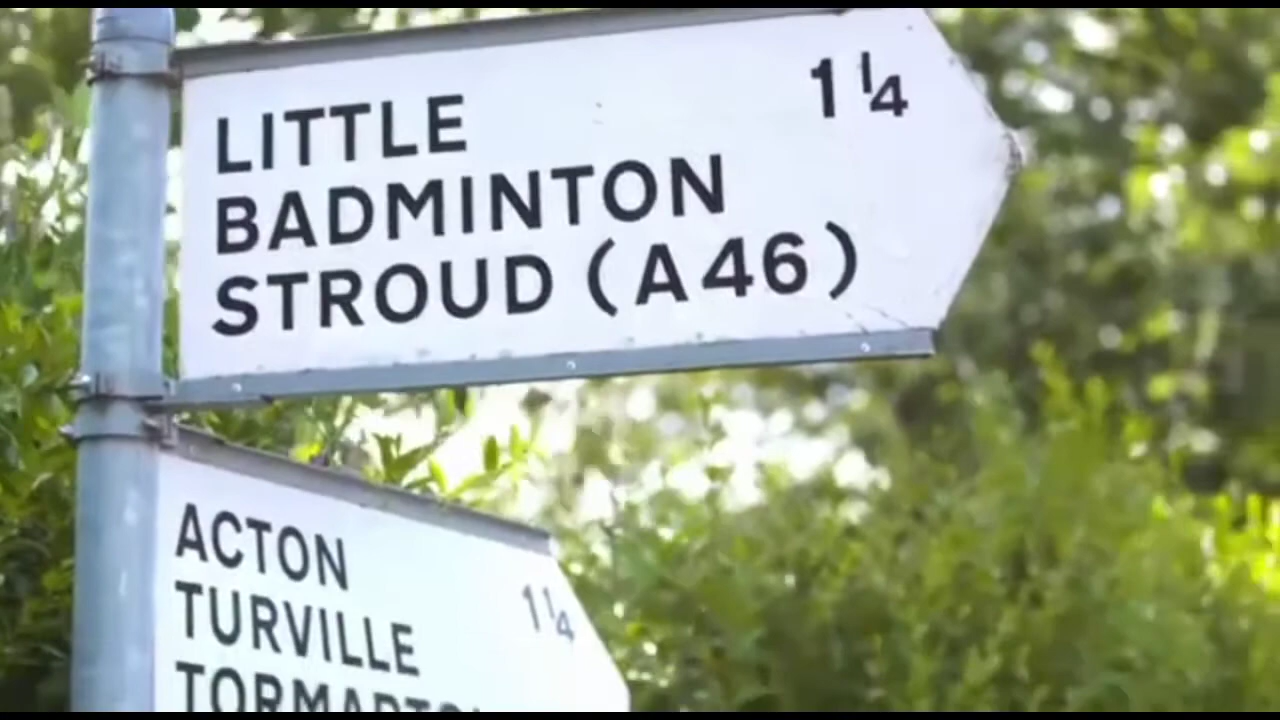 LITTLE 1 1/4
BADMINTON
STROUD (A46)
ACTON
TURVILLE 1 1/4